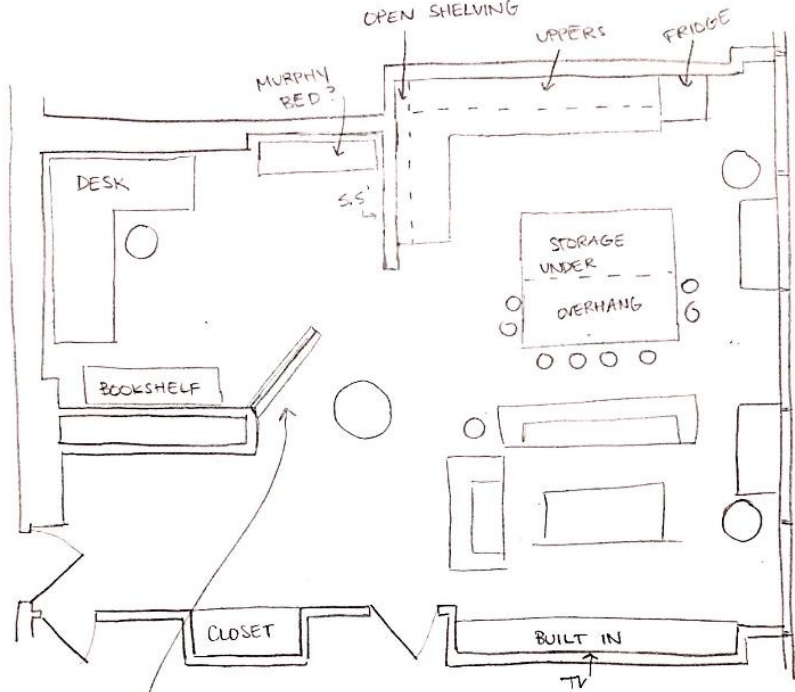 OPEN SHELVING
UPPERS
FRIDGE
MURPHY
BED?
DESK
5.5'
STORAGE
UNDER
OVERHANG
BOOKSHELF
CLOSET
BUILT IN
TV